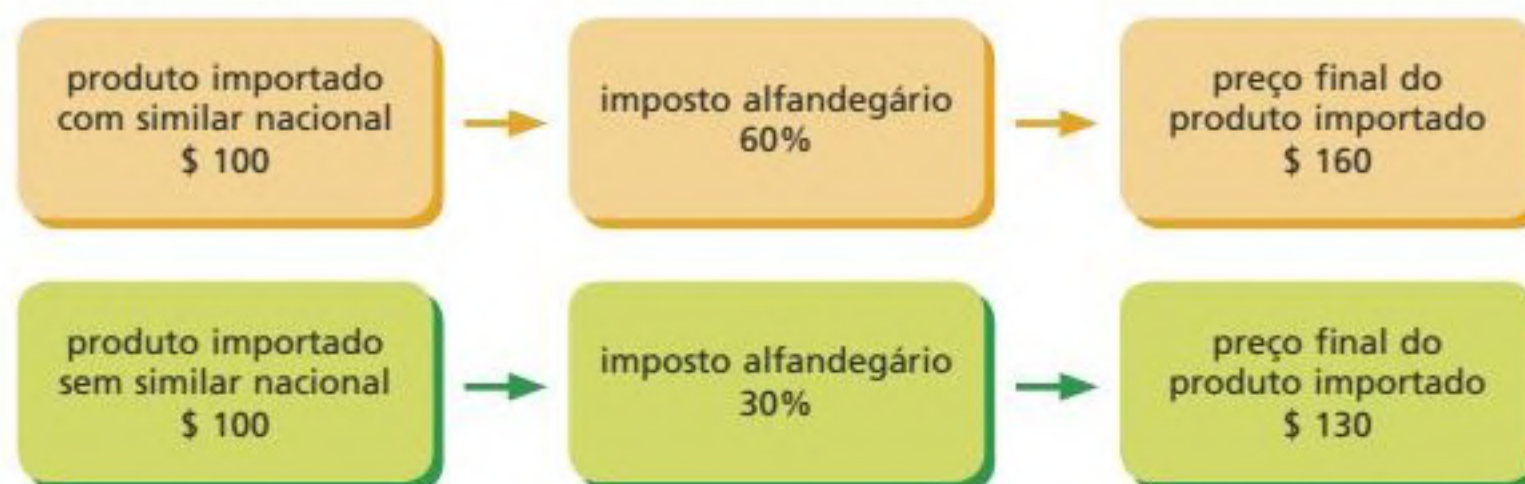 produto importado
com similar nacional
$ 100
imposto alfandegário
60%
preço final do
produto importado
$ 160
produto importado
sem similar nacional
$ 100
imposto alfandegário
30%
preço final do
produto importado
$ 130